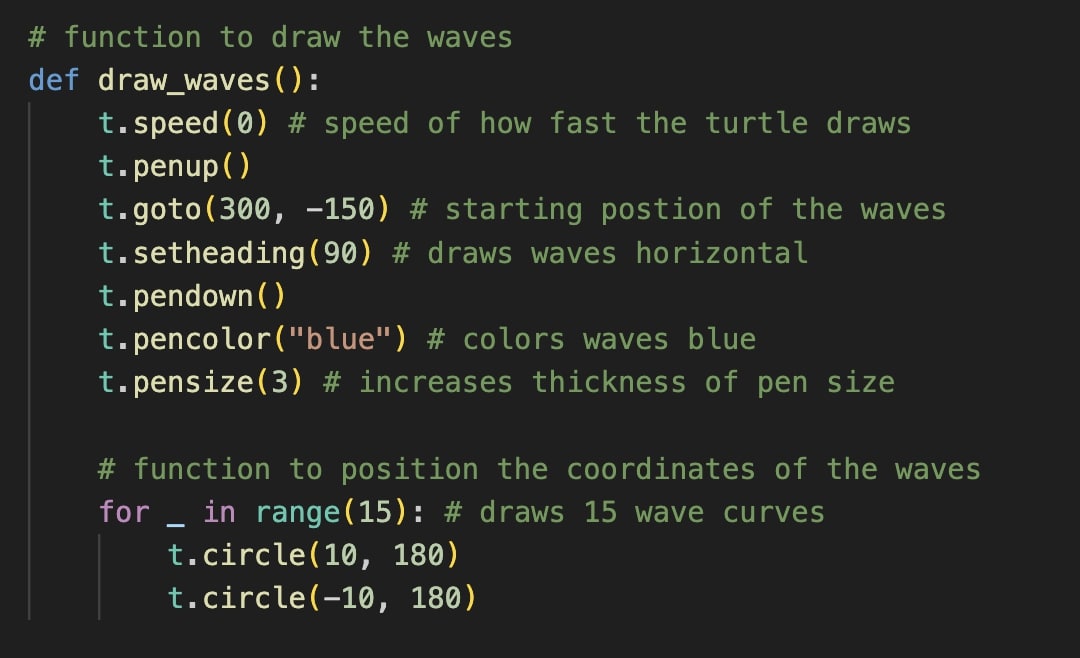 # function to draw the waves
def draw_waves():
    t.speed(0) # speed of how fast the turtle draws
    t.penup()
    t.goto(300, -150) # starting postion of the waves
    t.setheading(90) # draws waves horizontal
    t.pendown()
    t.pencolor("blue") # colors waves blue
    t.pensize(3) # increases thickness of pen size

    # function to position the coordinates of the waves
    for _ in range(15): # draws 15 wave curves
        t.circle(10, 180)
        t.circle(-10, 180)